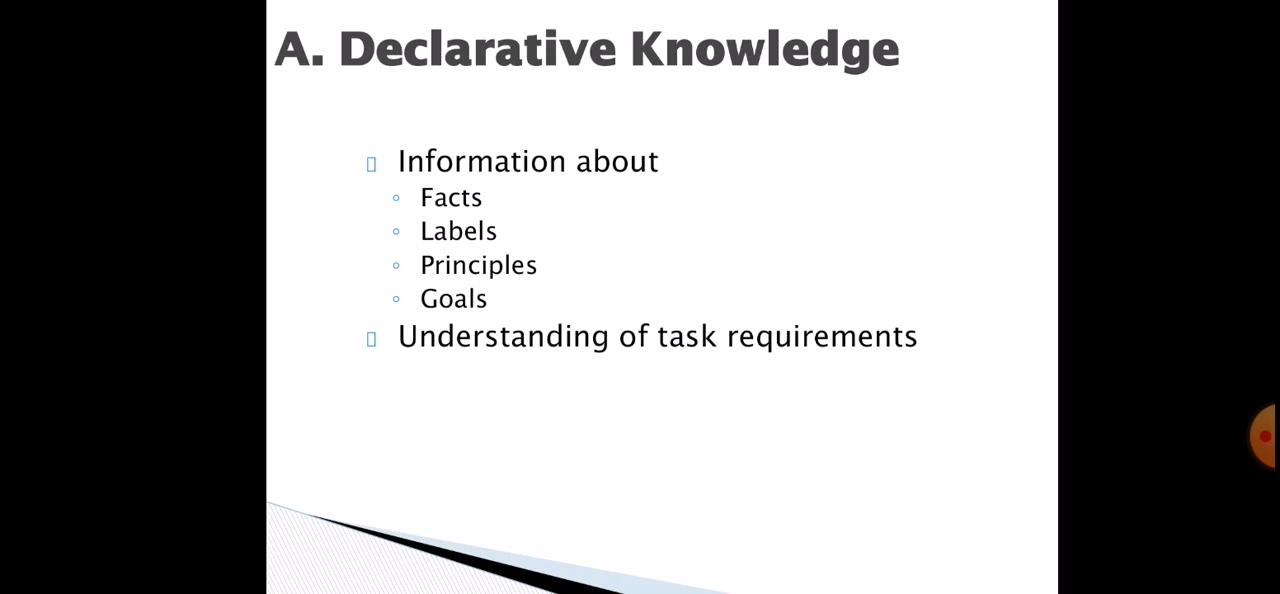 A. Declarative Knowledge
Information about
Facts
Labels
Principles
Goals
Understanding of task requirements